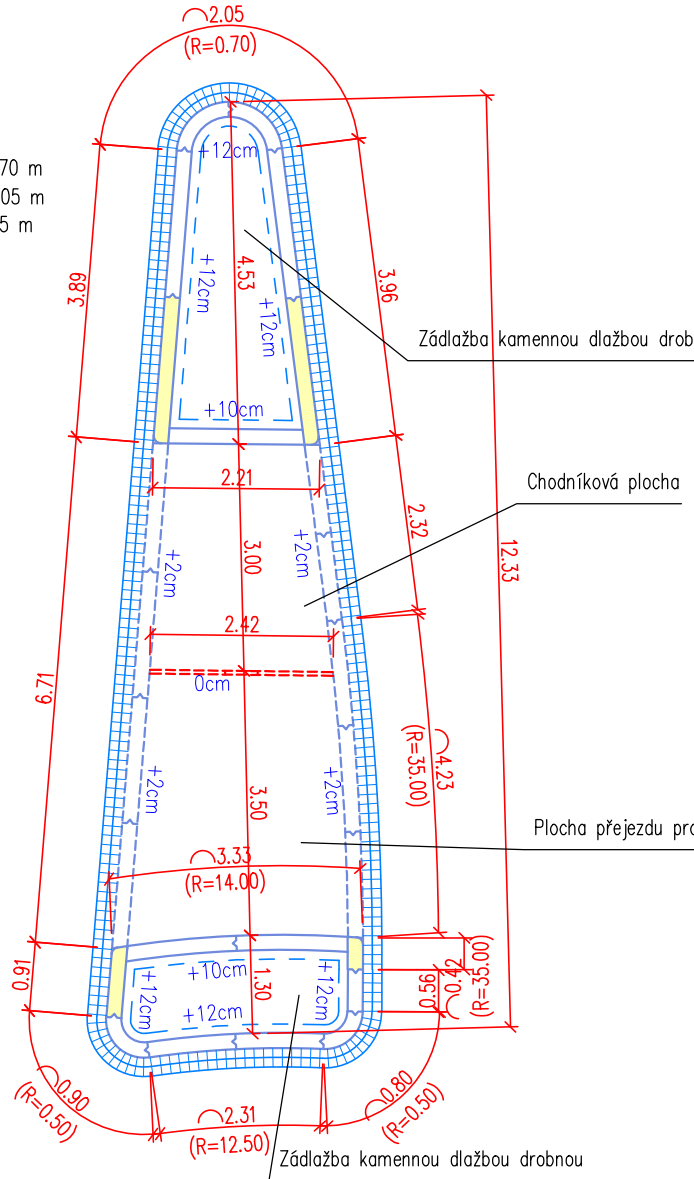 ⌒2.05
(R=0.70)
70 m
05 m
5 m
+12cm
3.89
+12cm
4.53
+12cm
3.96
Zádlažba kamennou dlažbou drob
+10cm
2.21
Chodníková plocha
2.32
+2cm
3.00
+2cm
12.33
2.42
0cm
6.71
+2cm
3.50
+2cm
⌒4.23
(R=35.00)
Plocha přejezdu pro
⌒3.33
(R=14.00)
0.91
+12cm
+10cm
+12cm
1.30
+12cm
0.56
⌒0.42
(R=35.00)
⌒0.90
(R=0.50)
⌒2.31
(R=12.50)
⌒0.80
(R=0.50)
Zádlažba kamennou dlažbou drobnou